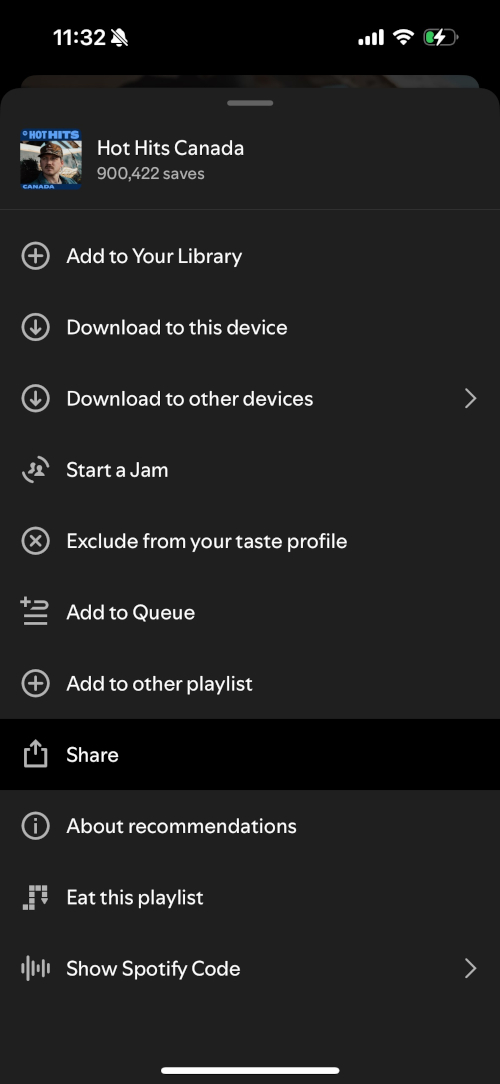 11:32
HOT HITS
CANADA
Hot Hits Canada
900,422 saves
Add to Your Library
Download to this device
Download to other devices
Start a Jam
Exclude from your taste profile
Add to Queue
Add to other playlist
Share
About recommendations
Eat this playlist
Show Spotify Code